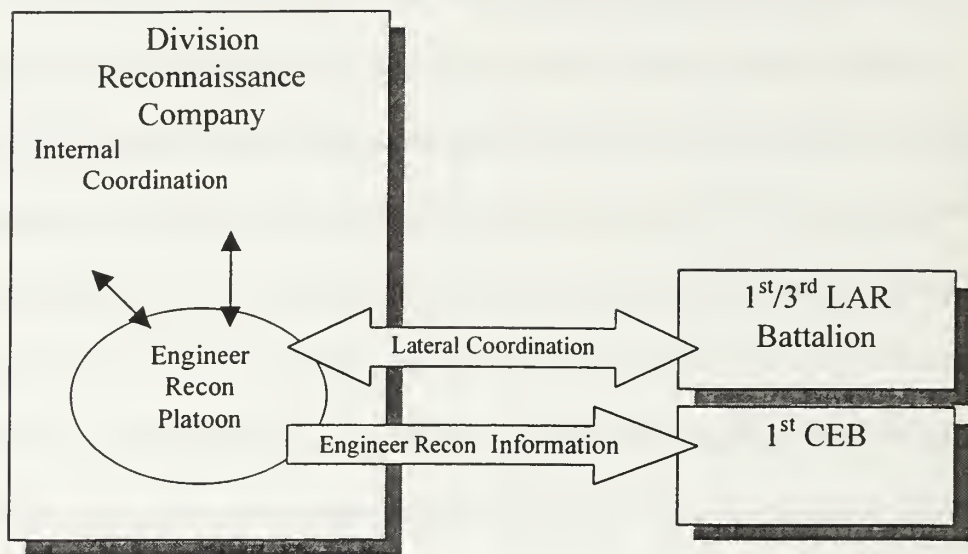 Division
Reconnaissance
Company
Internal
Coordination
Engineer
Recon
Platoon
Lateral Coordination
Engineer Recon Information
1st/3rd LAR
Battalion
1st CEB